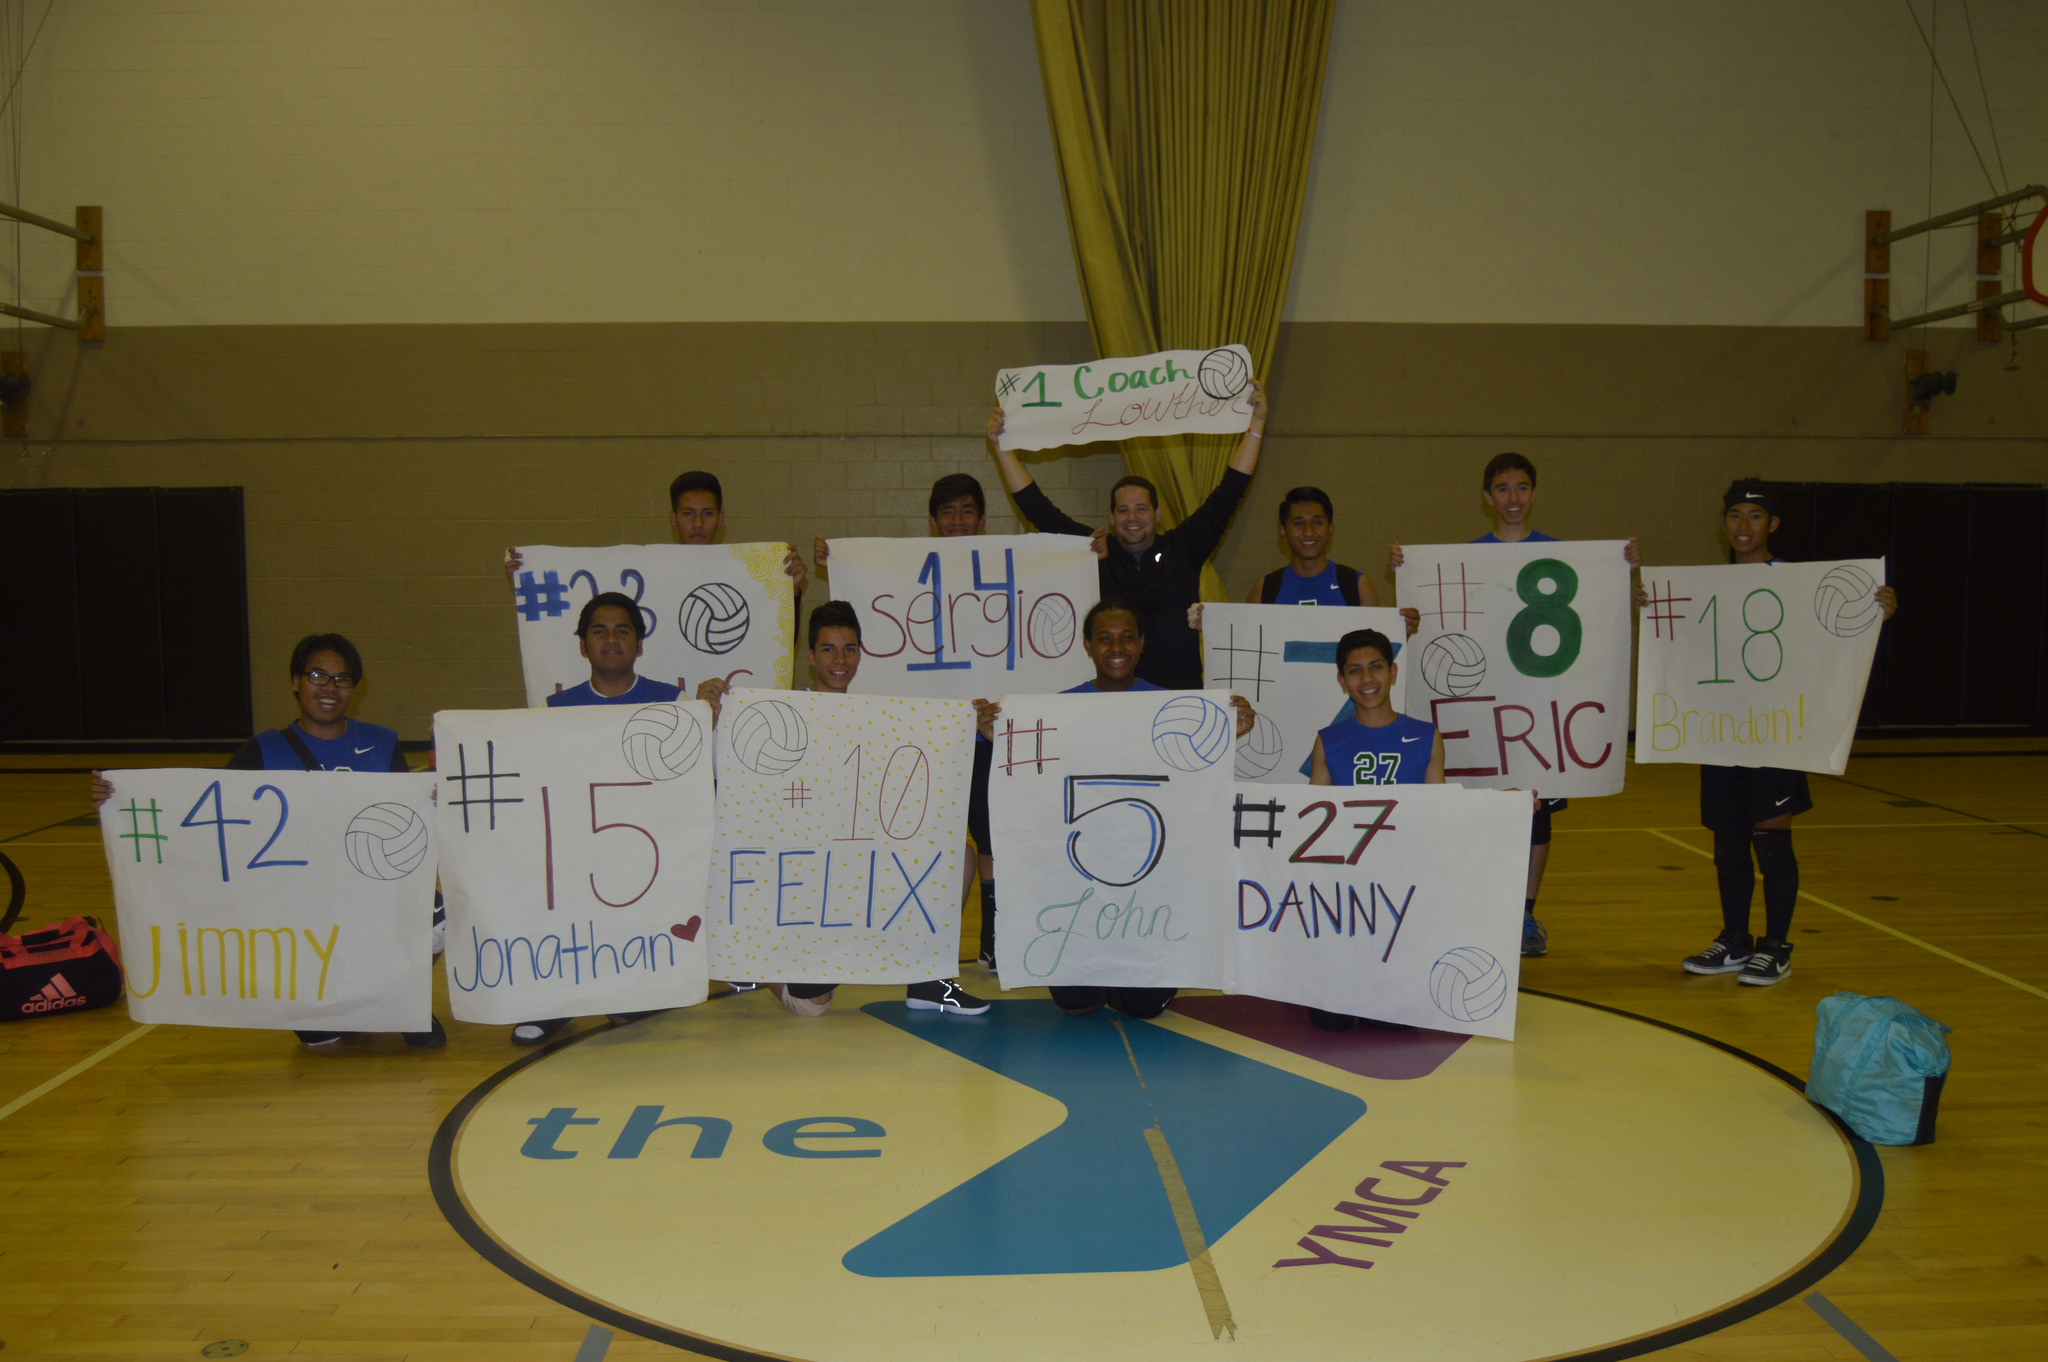 #1 Coach
Lowther
#23
14
Sergio
#7
#8
ERIC
#18
Brandon!
#42
Jimmy
#15
Jonathan
#10
FELIX
#5
John
27
#27
DANNY
adidas
the
YMCA